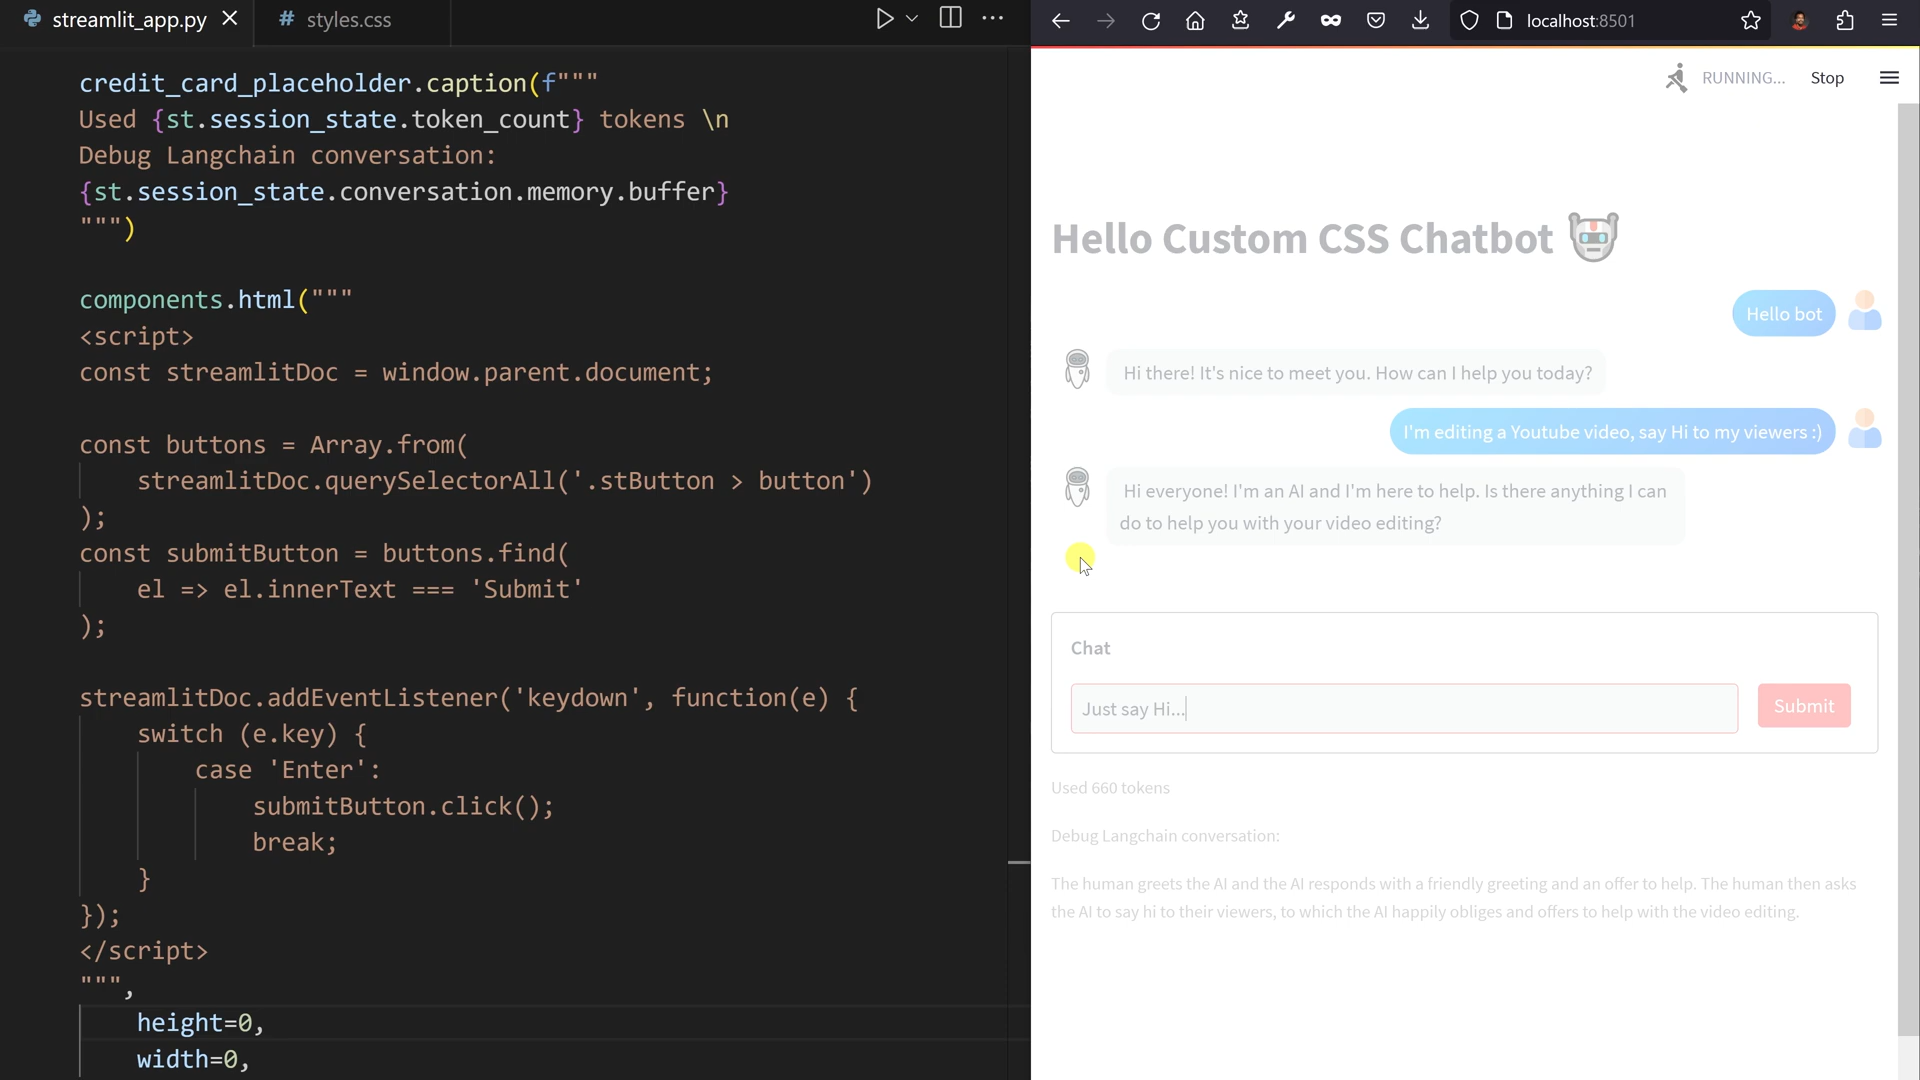 streamlit_app.py
# styles.css
credit_card_placeholder.caption(f"""
Used {st.session_state.token_count} tokens \n
Debug Langchain conversation:
{st.session_state.conversation.memory.buffer}
""")
components.html("""
<script>
const streamlitDoc = window.parent.document;
const buttons = Array.from(
streamlitDoc.querySelectorAll('.stButton > button')
);
const submitButton = buttons.find(
el => el.innerText === 'Submit'
);
streamlitDoc.addEventListener('keydown', function(e) {
switch (e.key) {
case 'Enter':
submitButton.click();
break;
}
});
</script>
""",
height=0,
width=0,
localhost:8501
RUNNING...
Stop
Hello Custom CSS Chatbot
Hello bot
Hi there! It's nice to meet you. How can I help you today?
I'm editing a Youtube video, say Hi to my viewers :)
Hi everyone! I'm an AI and I'm here to help. Is there anything I can
do to help you with your video editing?
Chat
Just say Hi...
Submit
Used 660 tokens
Debug Langchain conversation:
The human greets the AI and the AI responds with a friendly greeting and an offer to help. The human then asks
the AI to say hi to their viewers, to which the AI happily obliges and offers to help with the video editing.